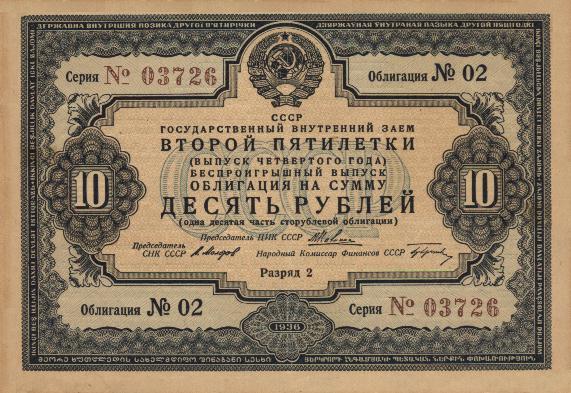 ДЕРЖАВНА ВНУТРІШНЯ ПОЗИКА ДРУГОЇ П'ЯТИРІЧКИ
Серия № 03726
Облигация № 02
СССР
ГОСУДАРСТВЕННЫЙ ВНУТРЕННИЙ ЗАЕМ
ВТОРОЙ ПЯТИЛЕТКИ
(ВЫПУСК ЧЕТВЕРТОГО ГОДА)
БЕСПРОИГРЫШНЫЙ ВЫПУСК
ОБЛИГАЦИЯ НА СУММУ
10 ДЕСЯТЬ РУБЛЕЙ 10
(одна десятая часть сторублевой облигации)
Председатель ЦИК СССР
Председатель СНК СССР
Народный Комиссар Финансов СССР
Разряд 2
Облигация № 02
Серия № 03726
1936